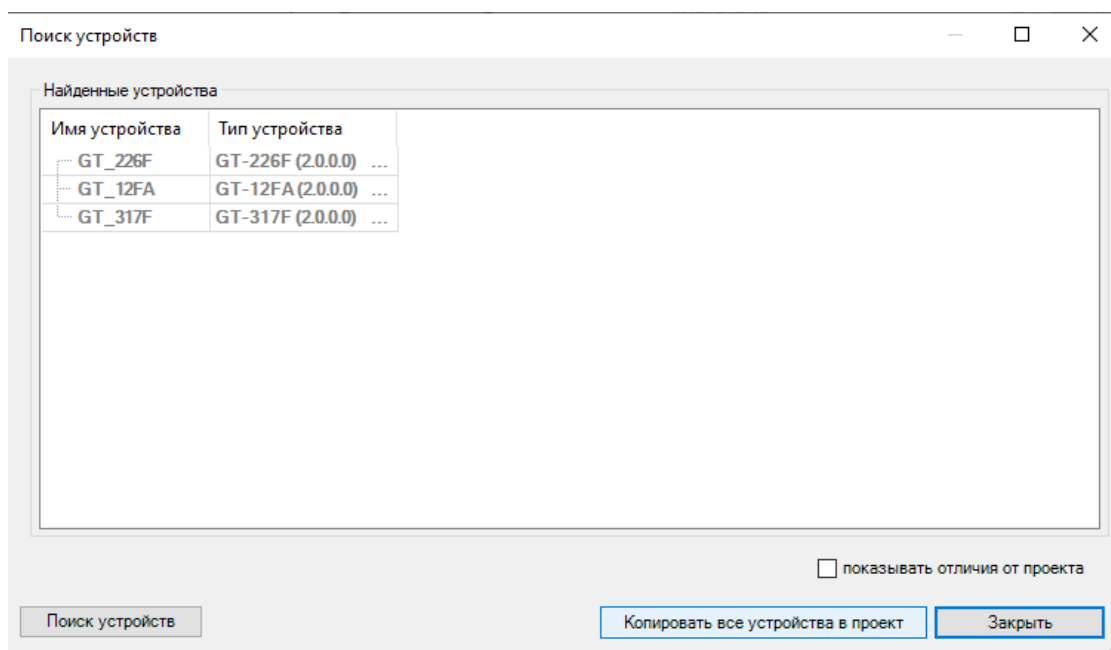 Поиск устройств
Найденные устройства
Имя устройства Тип устройства
GT_226F GT-226F (2.0.0.0) ...
GT_12FA GT-12FA (2.0.0.0) ...
GT_317F GT-317F (2.0.0.0) ...
показывать отличия от проекта
Поиск устройств Копировать все устройства в проект Закрыть